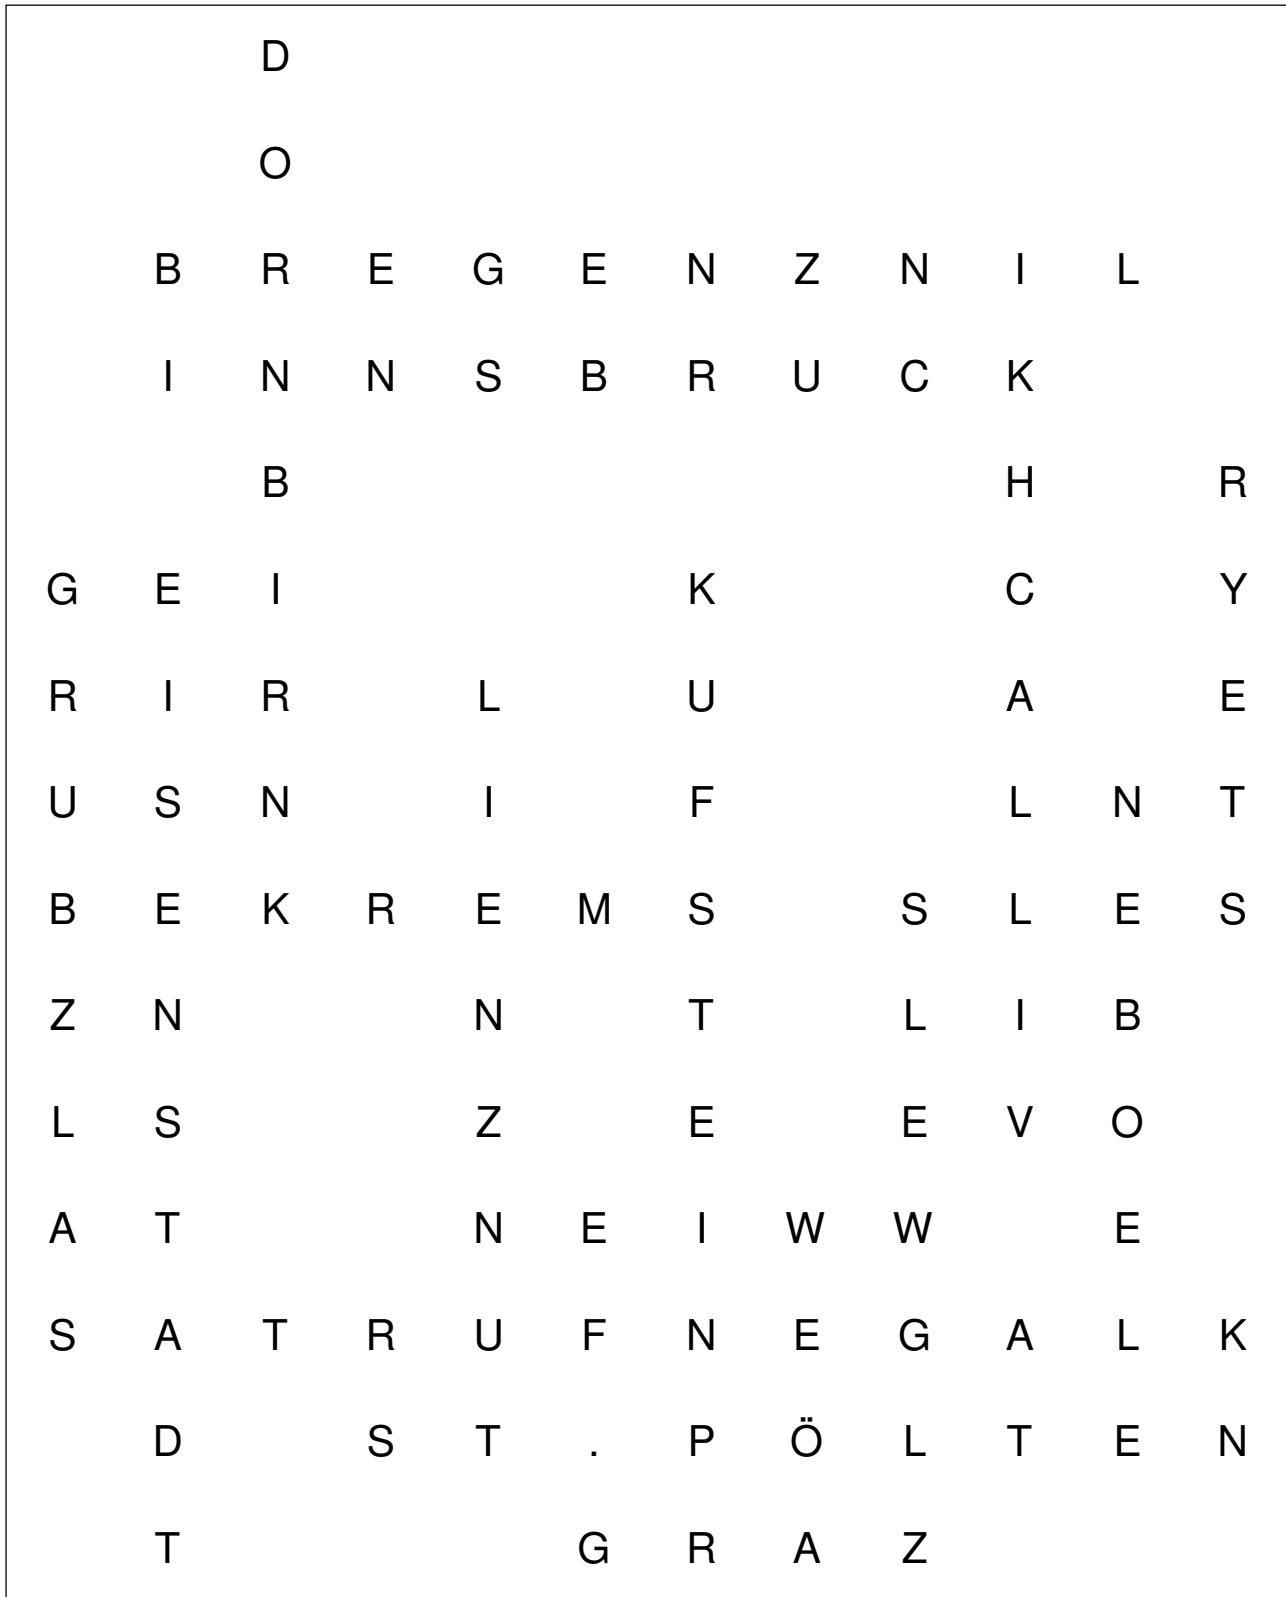 D
O
B R E G E N Z N I L
I N N S B R U C K
B H R
G E I K C Y
R I R L U A E
U S N I F L N T
B E K R E M S S L E S
Z N N T L I B
L S Z E E V O
A T N E I W W E
S A T R U F N E G A L K
D S T . P Ö L T E N
T G R A Z